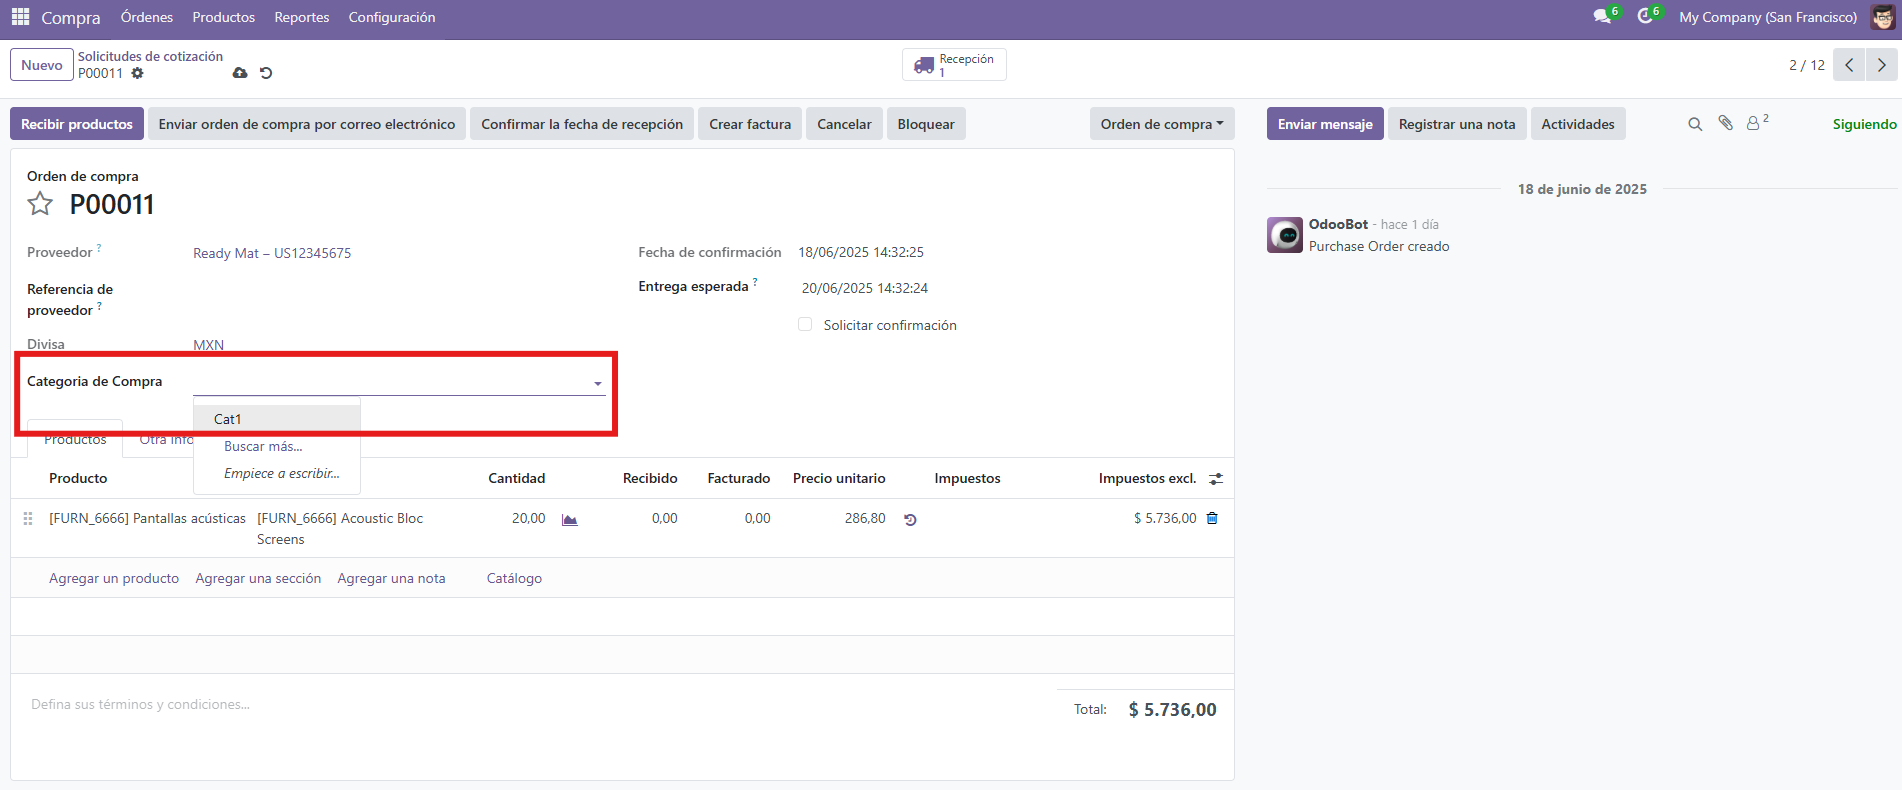 Compra Órdenes Productos Reportes Configuración 6 6 My Company (San Francisco)
Nuevo
Solicitudes de cotización
P00011
Recepción
1
2 / 12
Recibir productos Enviar orden de compra por correo electrónico Confirmar la fecha de recepción Crear factura Cancelar Bloquear Orden de compra
Enviar mensaje Registrar una nota Actividades 2 Siguiendo
Orden de compra
P00011
Proveedor ? Ready Mat – US12345675
Referencia de
proveedor ?
Divisa MXN
Categoria de Compra
Cat1
Buscar más...
Empiece a escribir...
Fecha de confirmación 18/06/2025 14:32:25
Entrega esperada ? 20/06/2025 14:32:24
Solicitar confirmación
Productos Otra info
Producto Cantidad Recibido Facturado Precio unitario Impuestos Impuestos excl.
[FURN_6666] Pantallas acústicas [FURN_6666] Acoustic Bloc
Screens
20,00 0,00 0,00 286,80 $ 5.736,00
Agregar un producto Agregar una sección Agregar una nota Catálogo
Defina sus términos y condiciones...
Total: $ 5.736,00
18 de junio de 2025
OdooBot - hace 1 día
Purchase Order creado